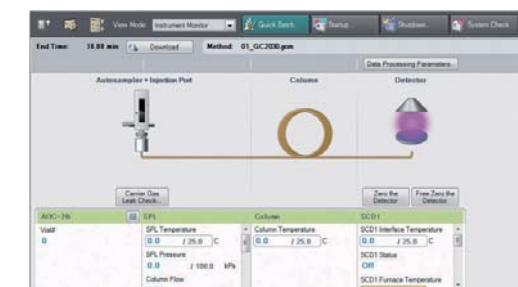 View Mode: Instrument Monitor Quick Batch Startup Shutdown... System Check
End Time: 10.00 min Download Method: 01_GC2030.gcm
Data Processing Parameters...
Autosampler + Injection Port Column Detector
Carrier Gas Leak Check... Zero the Detector Free Zero the Detector
AOC-20i SPL Column SCD1
Vial# SPL Temperature Column Temperature SCD1 Interface Temperature
0 0.0 / 25.0 C 0.0 / 25.0 C 0.0 / 25.0 C
SPL Pressure SCD1 Status
0.0 / 100.0 kPa Off
Column Flow SCD1 Furnace Temperature